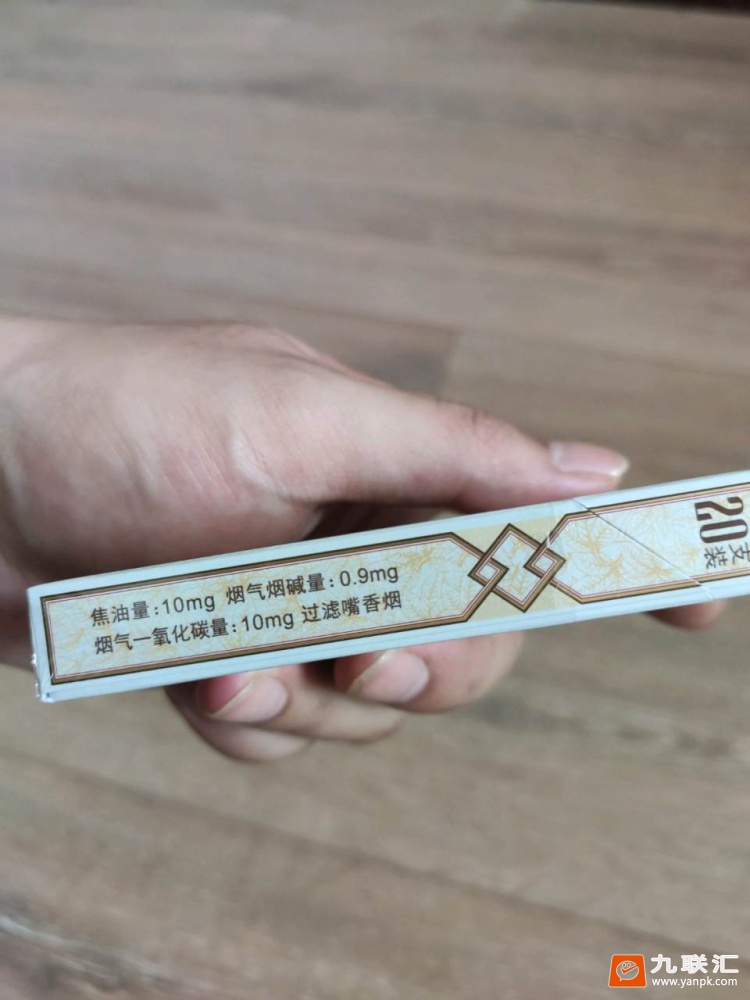 焦油量:10mg 烟气烟碱量:0.9mg
烟气一氧化碳量:10mg 过滤嘴香烟
20
支装
九联汇
www.yanpk.com